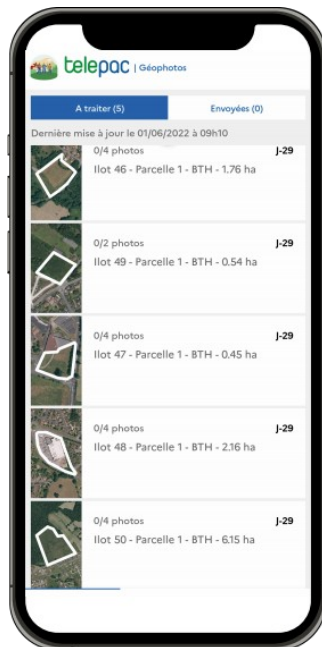 telepac | Géophotos
A traiter (5) Envoyées (0)
Dernière mise à jour le 01/06/2022 à 09h10
0/4 photos J-29
Ilot 46 - Parcelle 1 - BTH - 1.76 ha
0/2 photos J-29
Ilot 49 - Parcelle 1 - BTH - 0.54 ha
0/4 photos J-29
Ilot 47 - Parcelle 1 - BTH - 0.45 ha
0/4 photos J-29
Ilot 48 - Parcelle 1 - BTH - 2.16 ha
0/4 photos J-29
Ilot 50 - Parcelle 1 - BTH - 6.15 ha